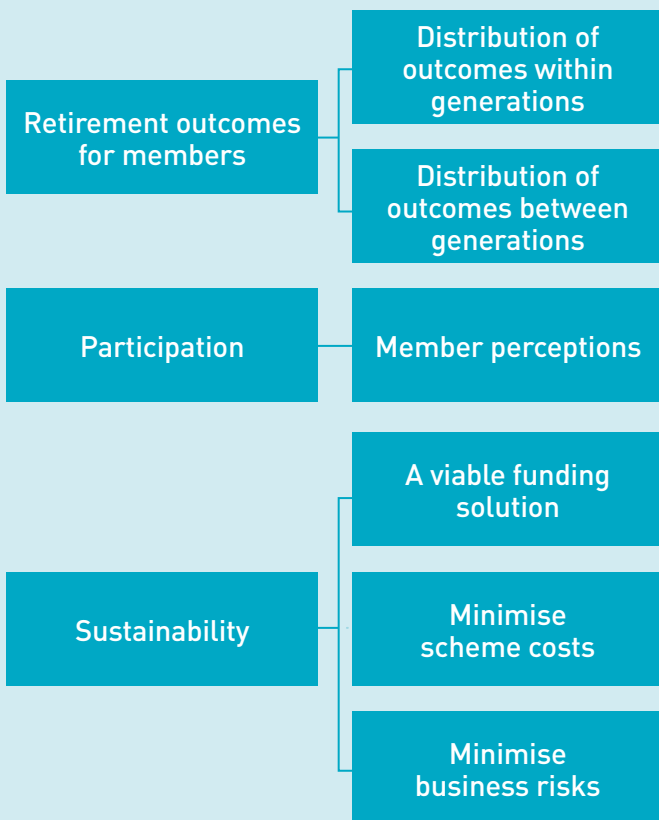 Distribution of
outcomes within
generations
Retirement outcomes
for members
Distribution of
outcomes between
generations
Participation
Member perceptions
A viable funding
solution
Sustainability
Minimise
scheme costs
Minimise
business risks